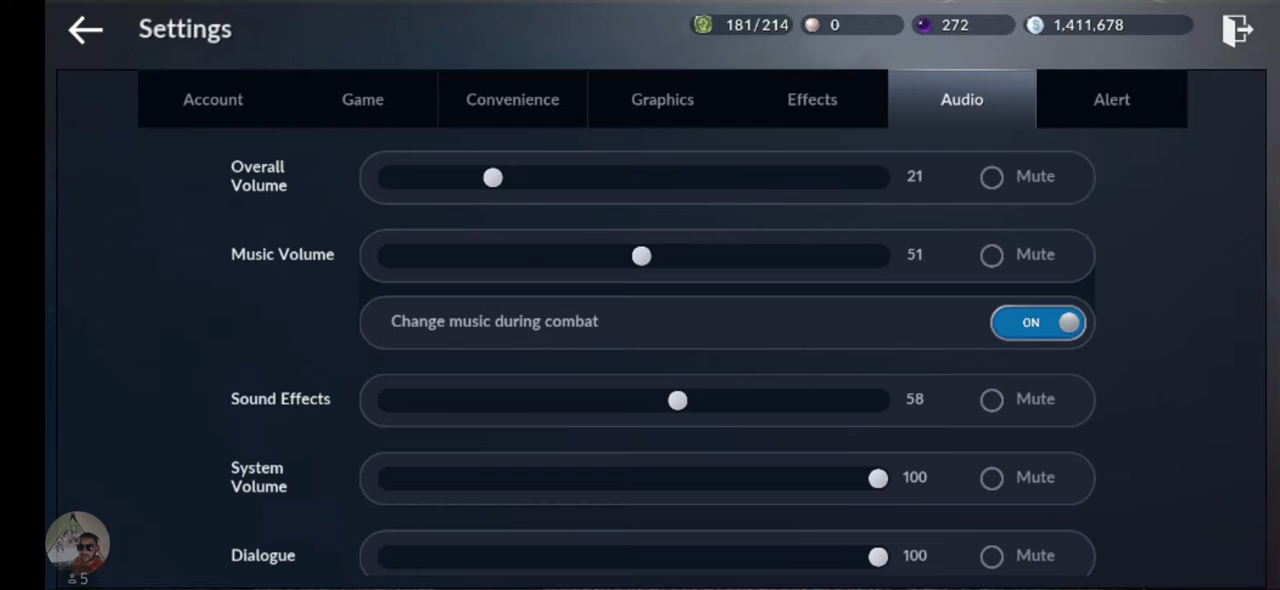 Settings
181/214
0
272
1,411,678
Account
Game
Convenience
Graphics
Effects
Audio
Alert
Overall
Volume
21
Mute
Music Volume
51
Mute
Change music during combat
ON
Sound Effects
58
Mute
System
Volume
100
Mute
Dialogue
100
Mute
5